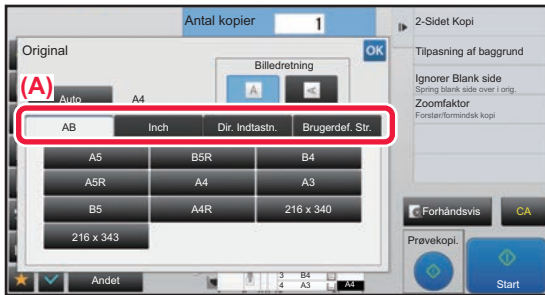 Antal kopier 1
2-Sidet Kopi
Original
OK
Tilpasning af baggrund
Billedretning
Ignorer Blank side
Spring blank side over i orig.
(A)
Auto A4
A
A
Zoomfaktor
Forstør/formindsk kopi
AB Inch Dir. Indtastn. Brugerdef. Str.
A5 B5R B4
A5R A4 A3
B5 A4R 216 x 340
216 x 343
Forhåndsvis
CA
Prøvekopi.
Andet
3 B4
4 A3 A4
Start